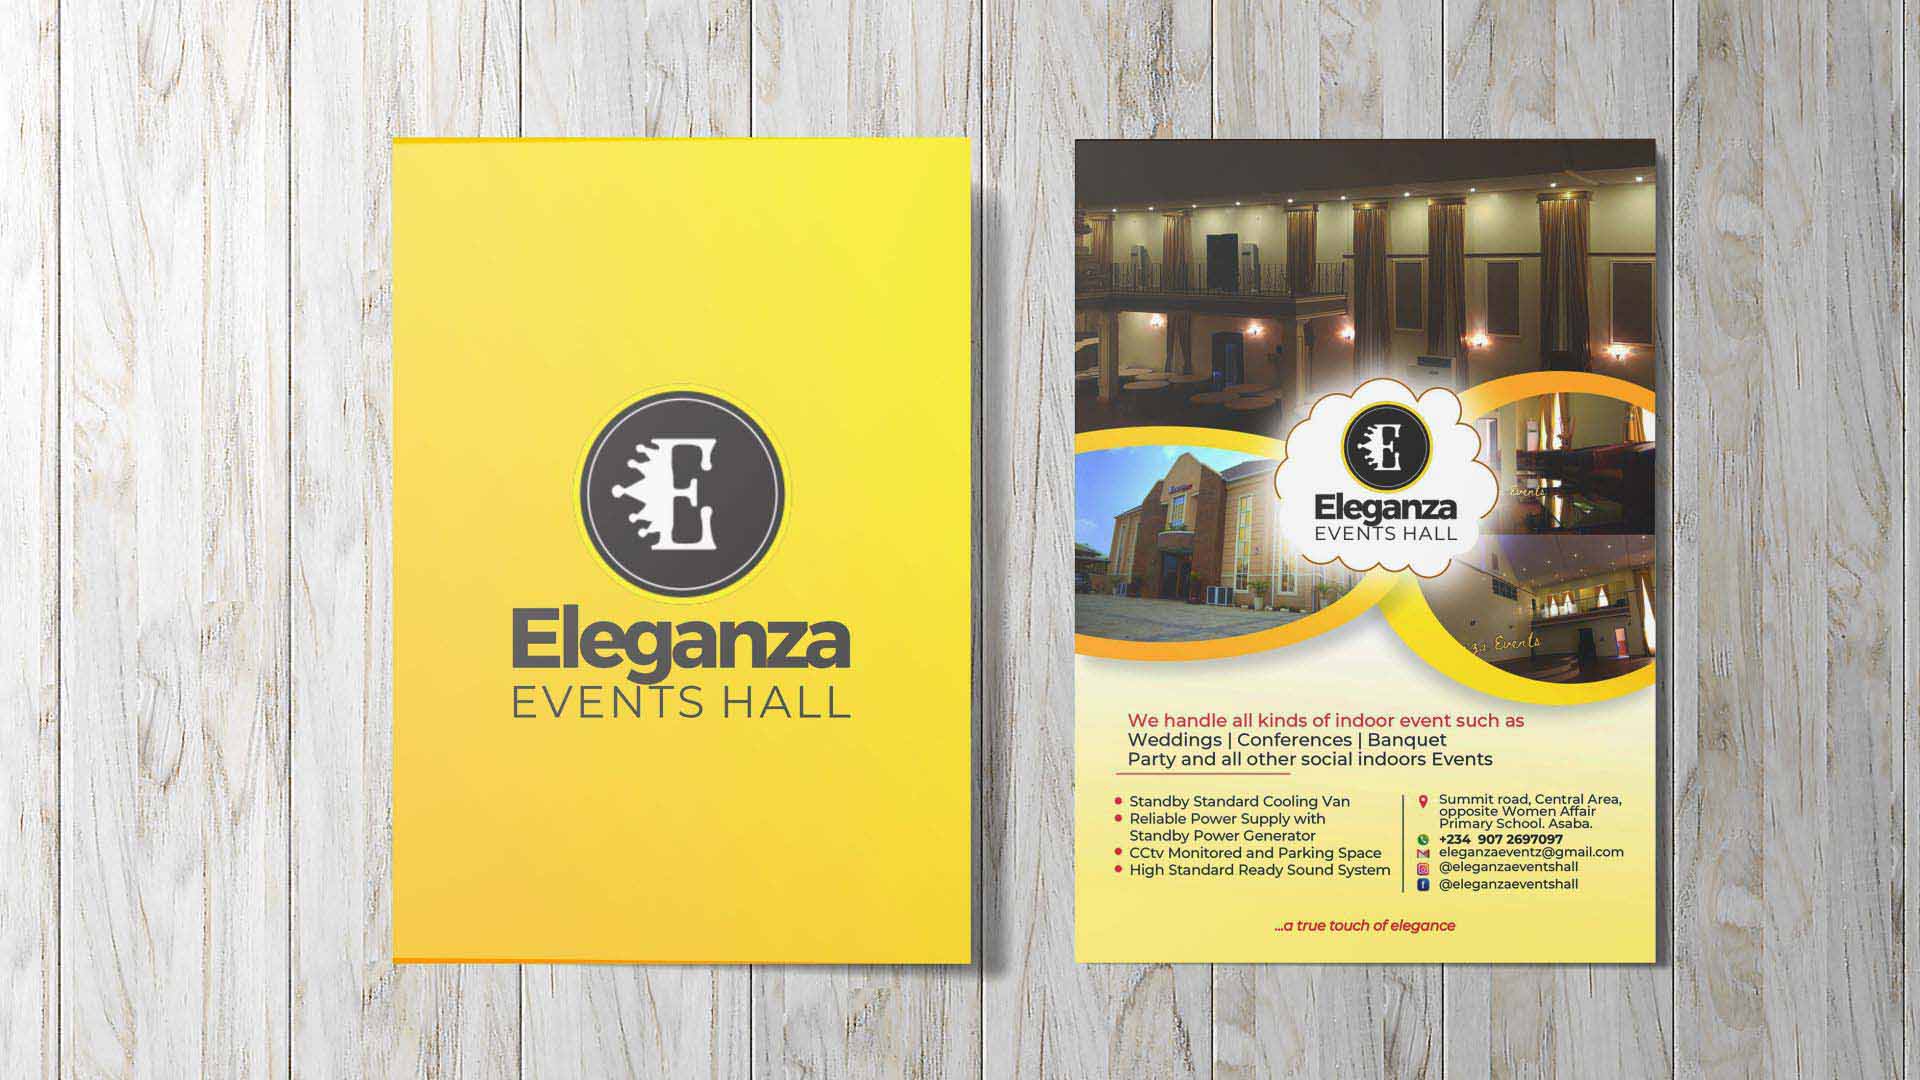 E
Eleganza
EVENTS HALL
E
Eleganza
EVENTS HALL
Events
za Events
We handle all kinds of indoor event such as
Weddings | Conferences | Banquet
Party and all other social indoors Events
Standby Standard Cooling Van
Reliable Power Supply with
Standby Power Generator
CCtv Monitored and Parking Space
High Standard Ready Sound System
Summit road, Central Area,
opposite Women Affair
Primary School. Asaba.
+234 907 2697097
eleganzaeventz@gmail.com
@eleganzaeventshall
@eleganzaeventshall
...a true touch of elegance